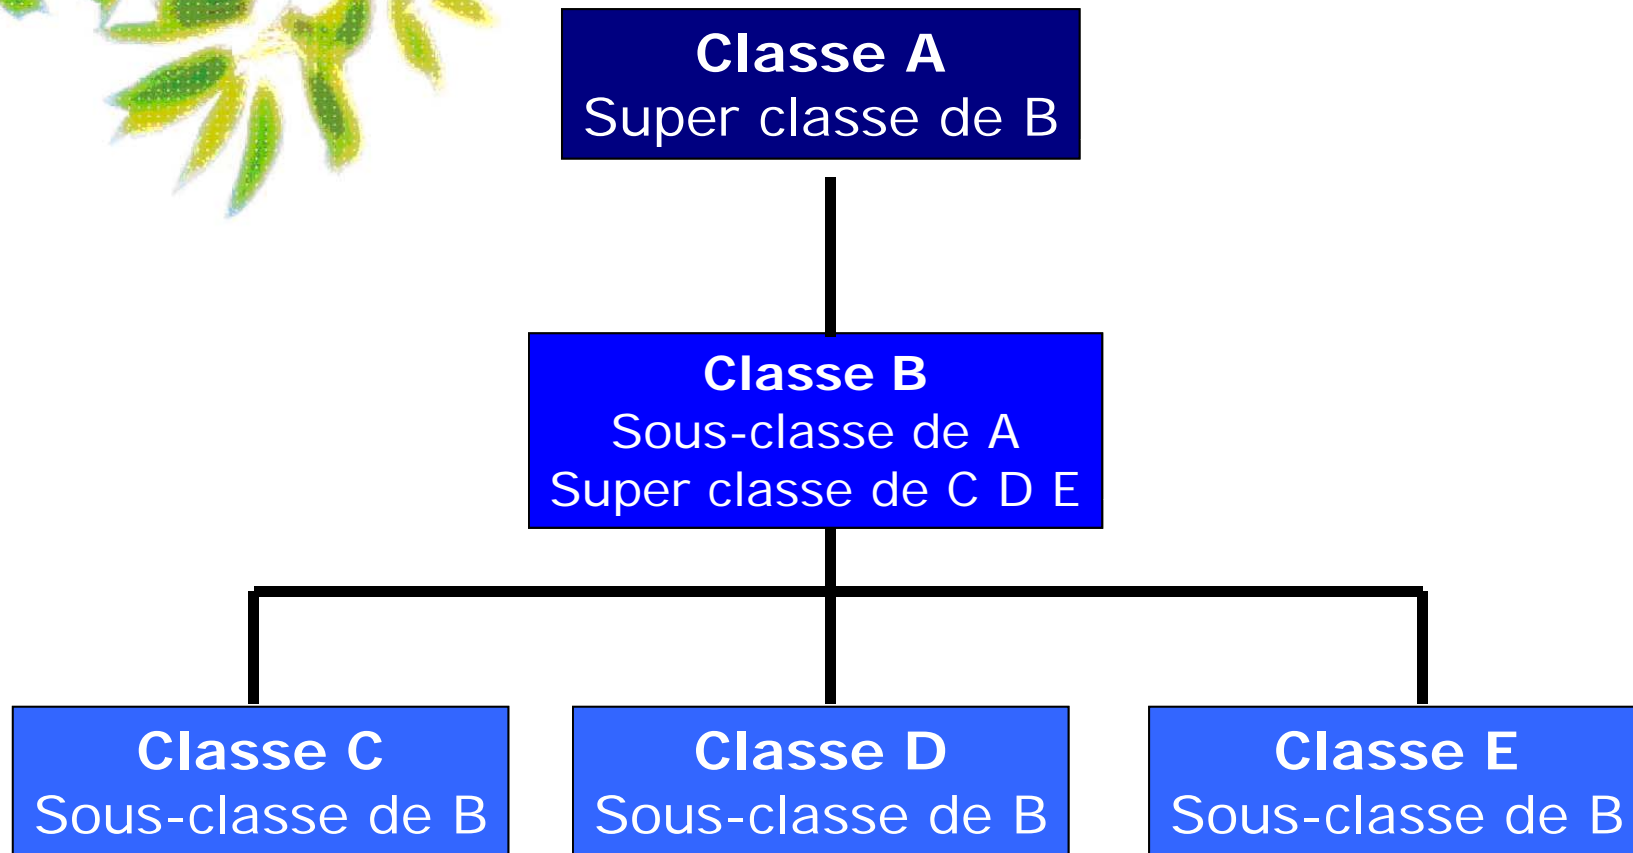 Classe A
Super classe de B
Classe B
Sous-classe de A
Super classe de C D E
Classe C
Sous-classe de B
Classe D
Sous-classe de B
Classe E
Sous-classe de B